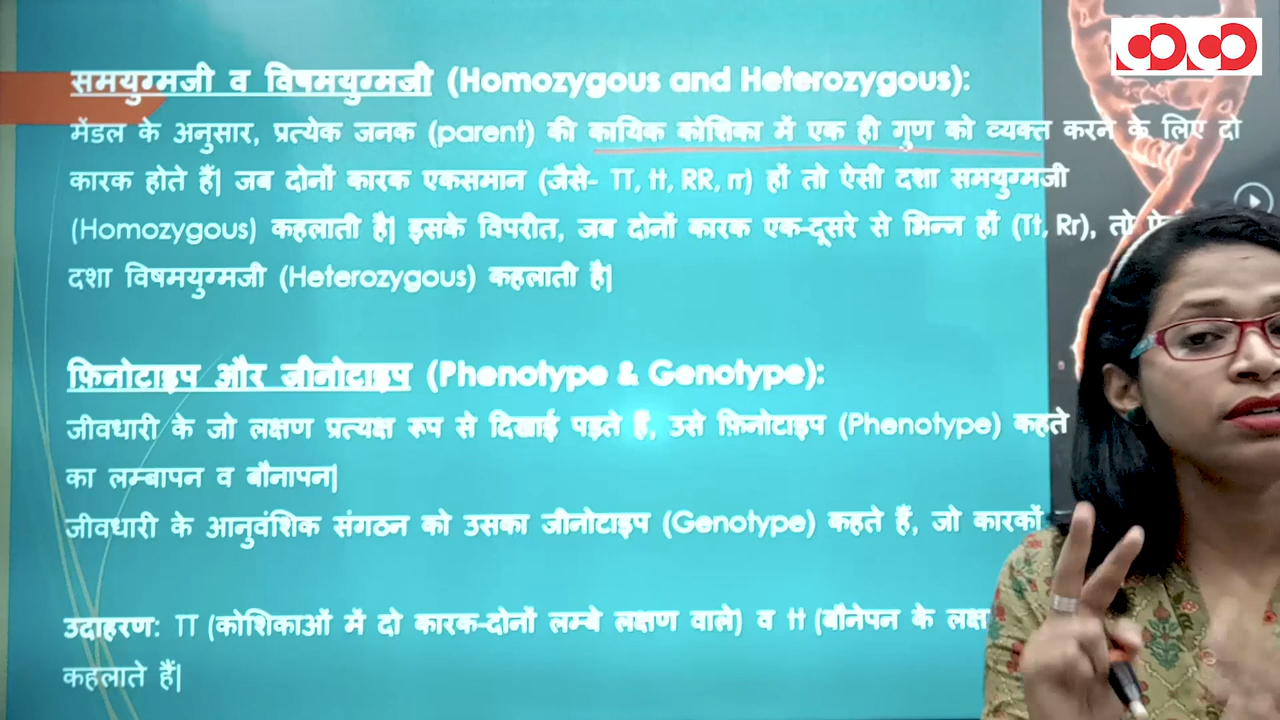 समयुग्मजी व विषमयुग्मजी (Homozygous and Heterozygous):
मेंडल के अनुसार, प्रत्येक जनक (parent) की कायिक कोशिका में एक ही गुण को व्यक्त करने के लिए दो
कारक होते हैं| जब दोनों कारक एकसमान (जैसे- TT, tt, RR, rr) हों तो ऐसी दशा समयुग्मजी
(Homozygous) कहलाती है| इसके विपरीत, जब दोनों कारक एक-दूसरे से भिन्न हों (Tt, Rr), तो
दशा विषमयुग्मजी (Heterozygous) कहलाती है|
फ़िनोटाइप और जीनोटाइप (Phenotype & Genotype):
जीवधारी के जो लक्षण प्रत्यक्ष रूप से दिखाई पड़ते हैं, उसे फ़िनोटाइप (Phenotype) कहते
का लम्बापन व बौनापन|
जीवधारी के आनुवंशिक संगठन को उसका जीनोटाइप (Genotype) कहते हैं, जो कारकों
उदाहरण: TT (कोशिकाओं में दो कारक-दोनों लम्बे लक्षण वाले) व tt (बौनेपन के
कहलाते हैं|